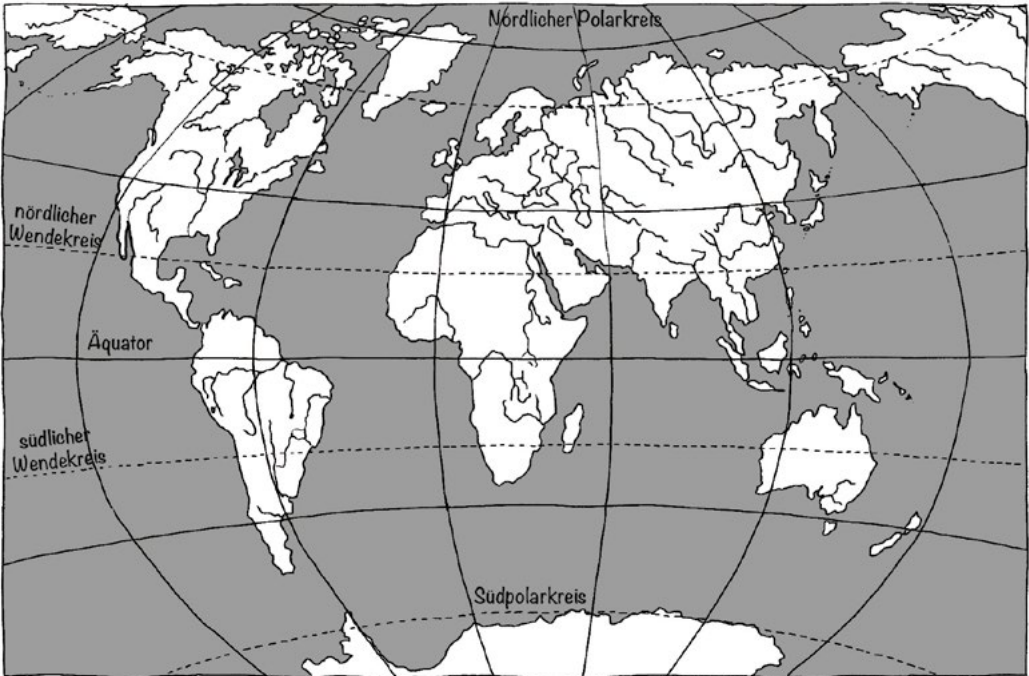 Nördlicher Polarkreis
nördlicher
Wendekreis
Äquator
südlicher
Wendekreis
Südpolarkreis